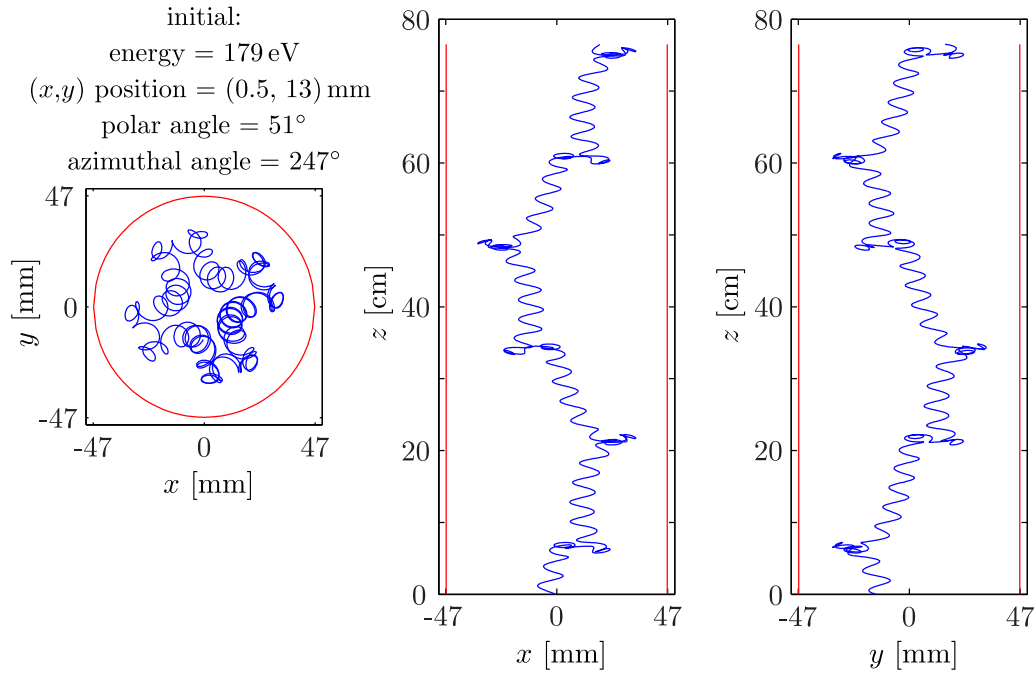 initial:
energy = 179 eV
(x,y) position = (0.5, 13) mm
polar angle = 51°
azimuthal angle = 247°
47
0
-47
y [mm]
-47 0 47
x [mm]
80
60
40
20
0
z [cm]
-47 0 47
x [mm]
80
60
40
20
0
z [cm]
-47 0 47
y [mm]